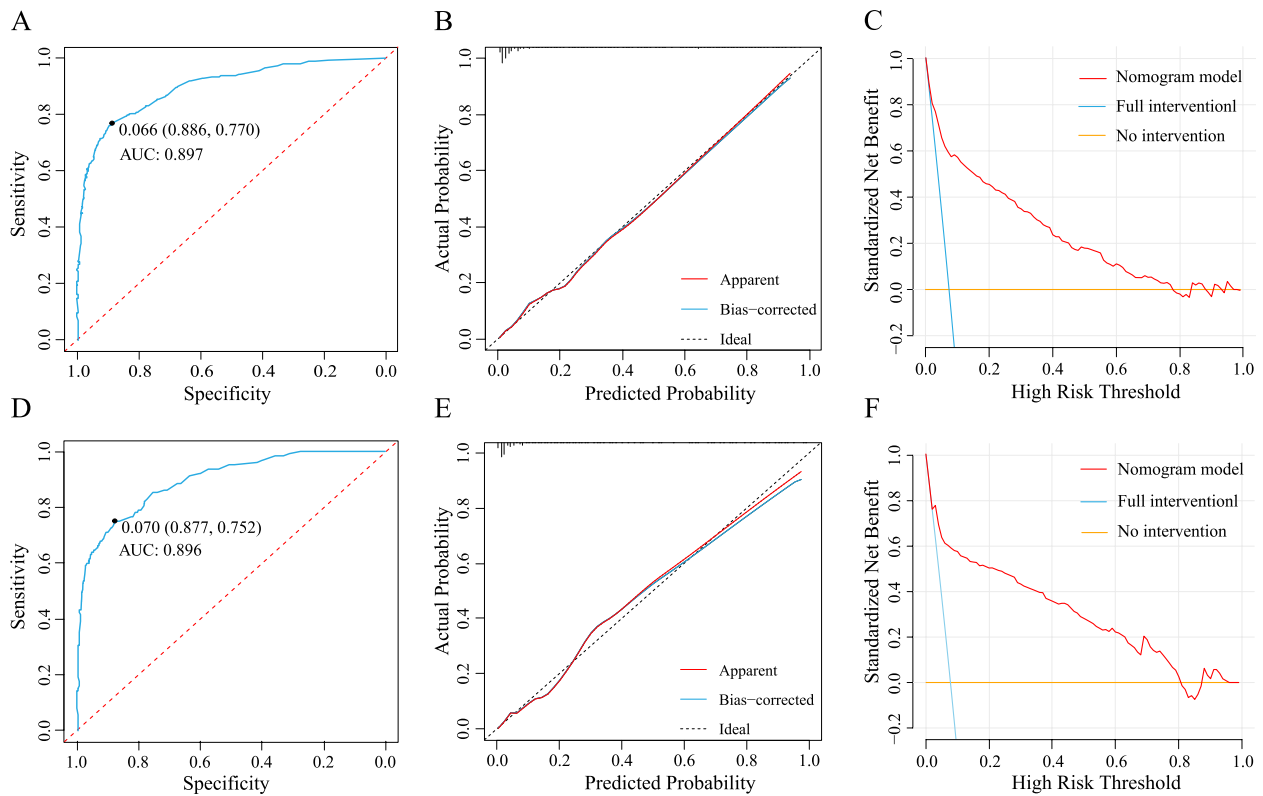 A
Sensitivity
0.0 0.2 0.4 0.6 0.8 1.0
0.066 (0.886, 0.770)
AUC: 0.897
1.0 0.8 0.6 0.4 0.2 0.0
Specificity
B
Actual Probability
0.0 0.2 0.4 0.6 0.8 1.0
Apparent
Bias−corrected
Ideal
0.0 0.2 0.4 0.6 0.8 1.0
Predicted Probability
C
Standardized Net Benefit
−0.2 0.0 0.2 0.4 0.6 0.8 1.0
Nomogram model
Full interventionl
No intervention
0.0 0.2 0.4 0.6 0.8 1.0
High Risk Threshold
D
Sensitivity
0.0 0.2 0.4 0.6 0.8 1.0
0.070 (0.877, 0.752)
AUC: 0.896
1.0 0.8 0.6 0.4 0.2 0.0
Specificity
E
Actual Probability
0.0 0.2 0.4 0.6 0.8 1.0
Apparent
Bias−corrected
Ideal
0.0 0.2 0.4 0.6 0.8 1.0
Predicted Probability
F
Standardized Net Benefit
−0.2 0.0 0.2 0.4 0.6 0.8 1.0
Nomogram model
Full interventionl
No intervention
0.0 0.2 0.4 0.6 0.8 1.0
High Risk Threshold